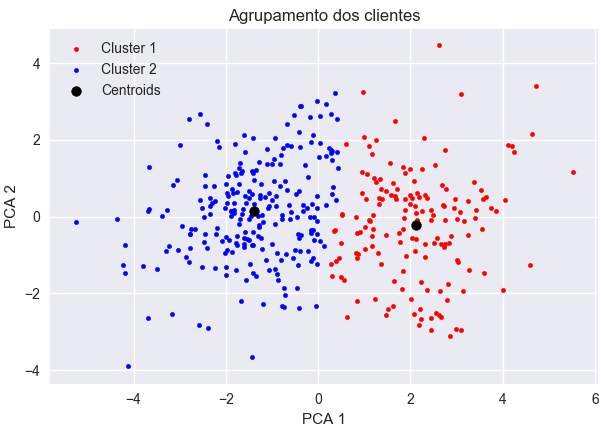 Agrupamento dos clientes
Cluster 1
Cluster 2
Centroids
PCA 2
4
2
0
−2
−4
−4
−2
0
2
4
6
PCA 1